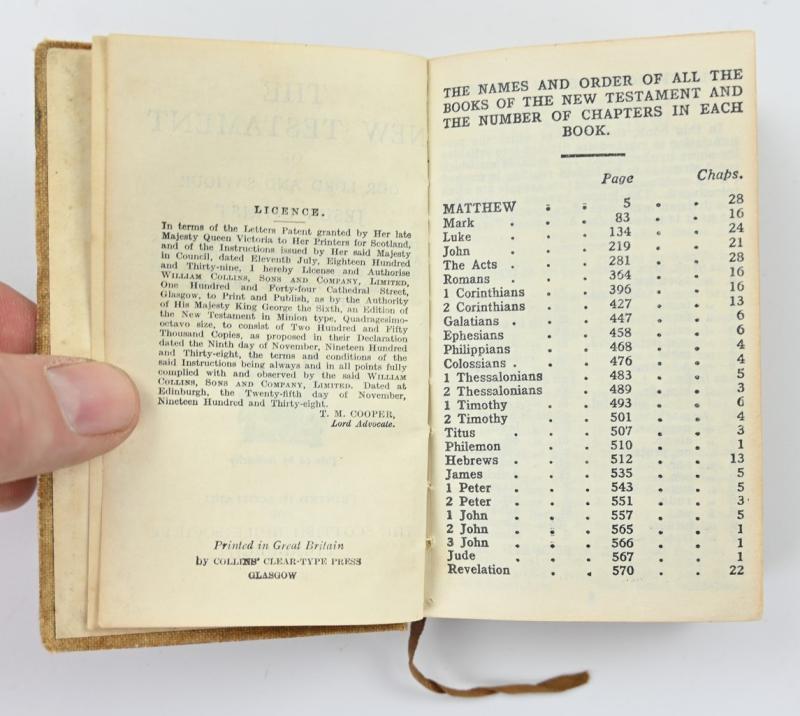 LICENCE.
In terms of the Letters Patent granted by Her late
Majesty Queen Victoria to Her Printers for Scotland,
and of the Instructions issued by Her said Majesty
in Council, dated Eleventh July, Eighteen Hundred
and Thirty-nine, I hereby License and Authorise
WILLIAM COLLINS, SONS AND COMPANY, LIMITED,
One Hundred and Forty-four Cathedral Street,
Glasgow, to Print and Publish, as by the Authority
of His Majesty King George the Sixth, an Edition of
the New Testament in Minion type, Quadragesimo-
octavo size, to consist of Two Hundred and Fifty
Thousand Copies, as proposed in their Declaration
dated the Ninth day of November, Nineteen Hundred
and Thirty-eight, the terms and conditions of the
said Instructions being always and in all points fully
complied with and observed by the said WILLIAM
COLLINS, SONS AND COMPANY, LIMITED. Dated at
Edinburgh, the Twenty-fifth day of November,
Nineteen Hundred and Thirty-eight.
T. M. COOPER,
Lord Advocate.
Printed in Great Britain
by COLLINS' CLEAR-TYPE PRESS
GLASGOW
THE NAMES AND ORDER OF ALL THE
BOOKS OF THE NEW TESTAMENT AND
THE NUMBER OF CHAPTERS IN EACH
BOOK.
Page Chaps.
MATTHEW . . 5 . . 28
Mark . . 83 . . 16
Luke . . 134 . . 24
John . . 219 . . 21
The Acts . . 281 . . 28
Romans . . 364 . . 16
1 Corinthians . . 396 . . 16
2 Corinthians . . 427 . . 13
Galatians . . 447 . . 6
Ephesians . . 458 . . 6
Philippians . . 468 . . 4
Colossians . . 476 . . 4
1 Thessalonians . 483 . . 5
2 Thessalonians . 489 . . 3
1 Timothy . . 493 . . 6
2 Timothy . . 501 . . 4
Titus . . 507 . . 3
Philemon . . 510 . . 1
Hebrews . . . 512 . . 13
James . . . 535 . . 5
1 Peter . . . 543 . . 5
2 Peter . . . 551 . . 3
1 John . . . 557 . . 5
2 John . . . 565 . . 1
3 John . . . 566 . . 1
Jude . . . 567 . . 1
Revelation . . 570 . . 22